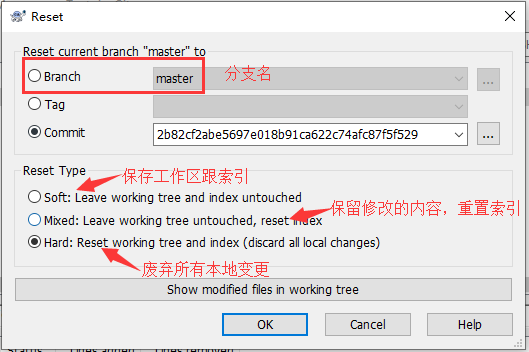 Reset
Reset current branch "master" to
Branch
master
分支名
...
Tag
Commit
2b82cf2abe5697e018b91ca622c74afc87f5f529
...
Reset Type
保存工作区跟索引
Soft: Leave working tree and index untouched
Mixed: Leave working tree untouched, reset index
保留修改的内容，重置索引
Hard: Reset working tree and index (discard all local changes)
废弃所有本地变更
Show modified files in working tree
OK
Cancel
Help